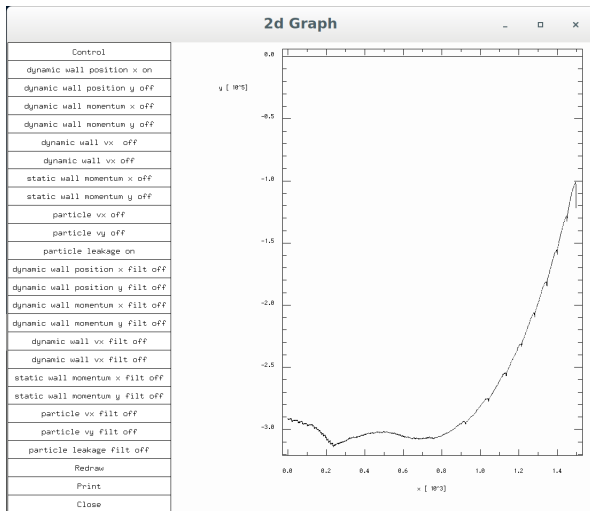 2d Graph
Control
dynamic wall position x on
dynamic wall position y off
dynamic wall momentum x off
dynamic wall momentum y off
dynamic wall vx  off
dynamic wall vx off
static wall momentum x off
static wall momentum y off
particle vx off
particle vy off
particle leakage on
dynamic wall position x filt off
dynamic wall position y filt off
dynamic wall momentum x filt off
dynamic wall momentum y filt off
dynamic wall vx filt off
dynamic wall vx filt off
static wall momentum x filt off
static wall momentum y filt off
particle vx filt off
particle vy filt off
particle leakage filt off
Redraw
Print
Close
y [ 10^5]
0.0
-0.5
-1.0
-1.5
-2.0
-2.5
-3.0
0.0 0.2 0.4 0.6 0.8 1.0 1.2 1.4
x [ 10^3]